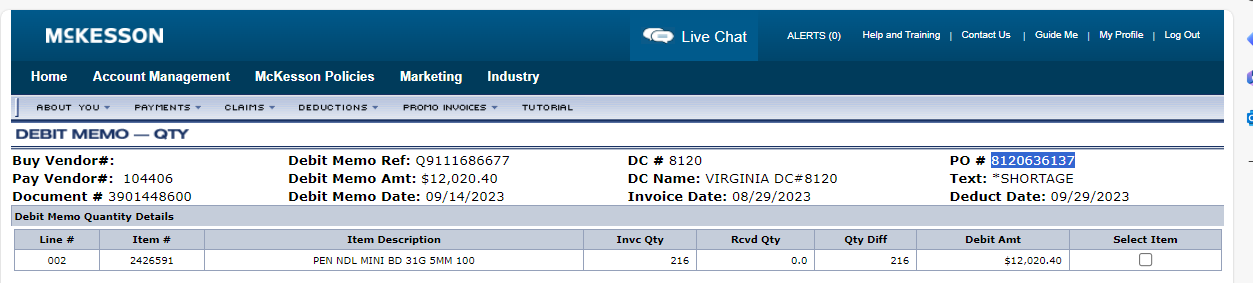 MCKESSON
Live Chat
ALERTS (0) Help and Training | Contact Us | Guide Me | My Profile | Log Out
Home Account Management McKesson Policies Marketing Industry
ABOUT YOU PAYMENTS CLAIMS DEDUCTIONS PROMO INVOICES TUTORIAL
DEBIT MEMO — QTY
Buy Vendor#: Debit Memo Ref: Q9111686677 DC # 8120 PO # 8120636137
Pay Vendor#: 104406 Debit Memo Amt: $12,020.40 DC Name: VIRGINIA DC#8120 Text: *SHORTAGE
Document # 3901448600 Debit Memo Date: 09/14/2023 Invoice Date: 08/29/2023 Deduct Date: 09/29/2023
Debit Memo Quantity Details
Line # Item # Item Description Invc Qty Rcvd Qty Qty Diff Debit Amt Select Item
002 2426591 PEN NDL MINI BD 31G 5MM 100 216 0.0 216 $12,020.40